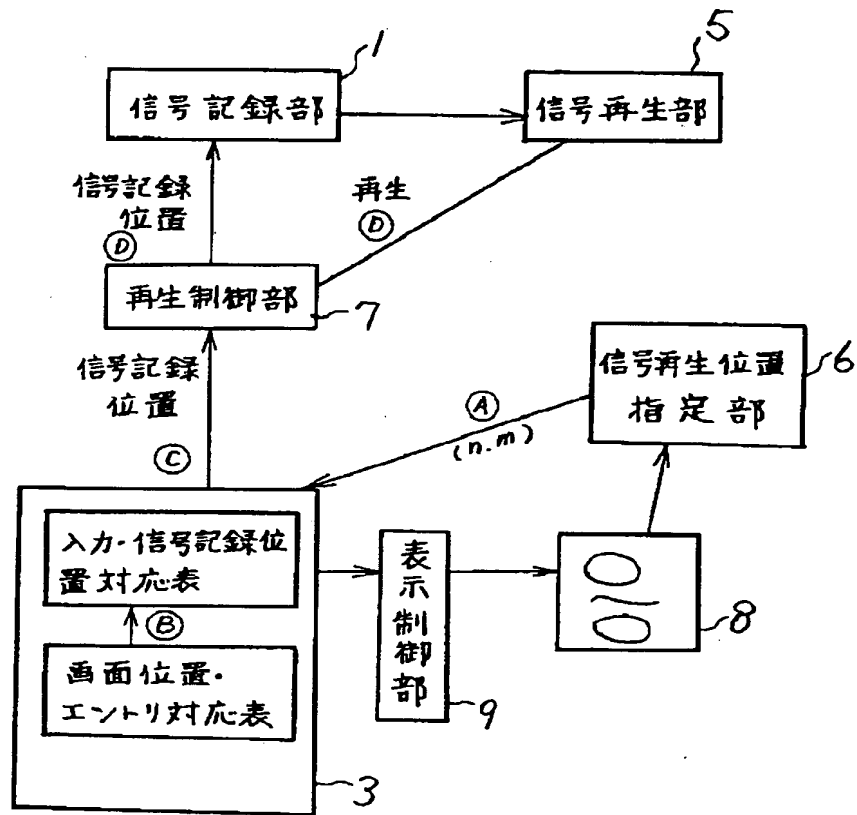 1
5
信号記録部
信号再生部
信号記録
位置
D
再生
D
再生制御部
7
信号記録
位置
C
A
(n.m)
信号再生位置
指定部
6
入力・信号記録位
置対応表
B
画面位置・
エントリ対応表
3
表示制御部
9
8